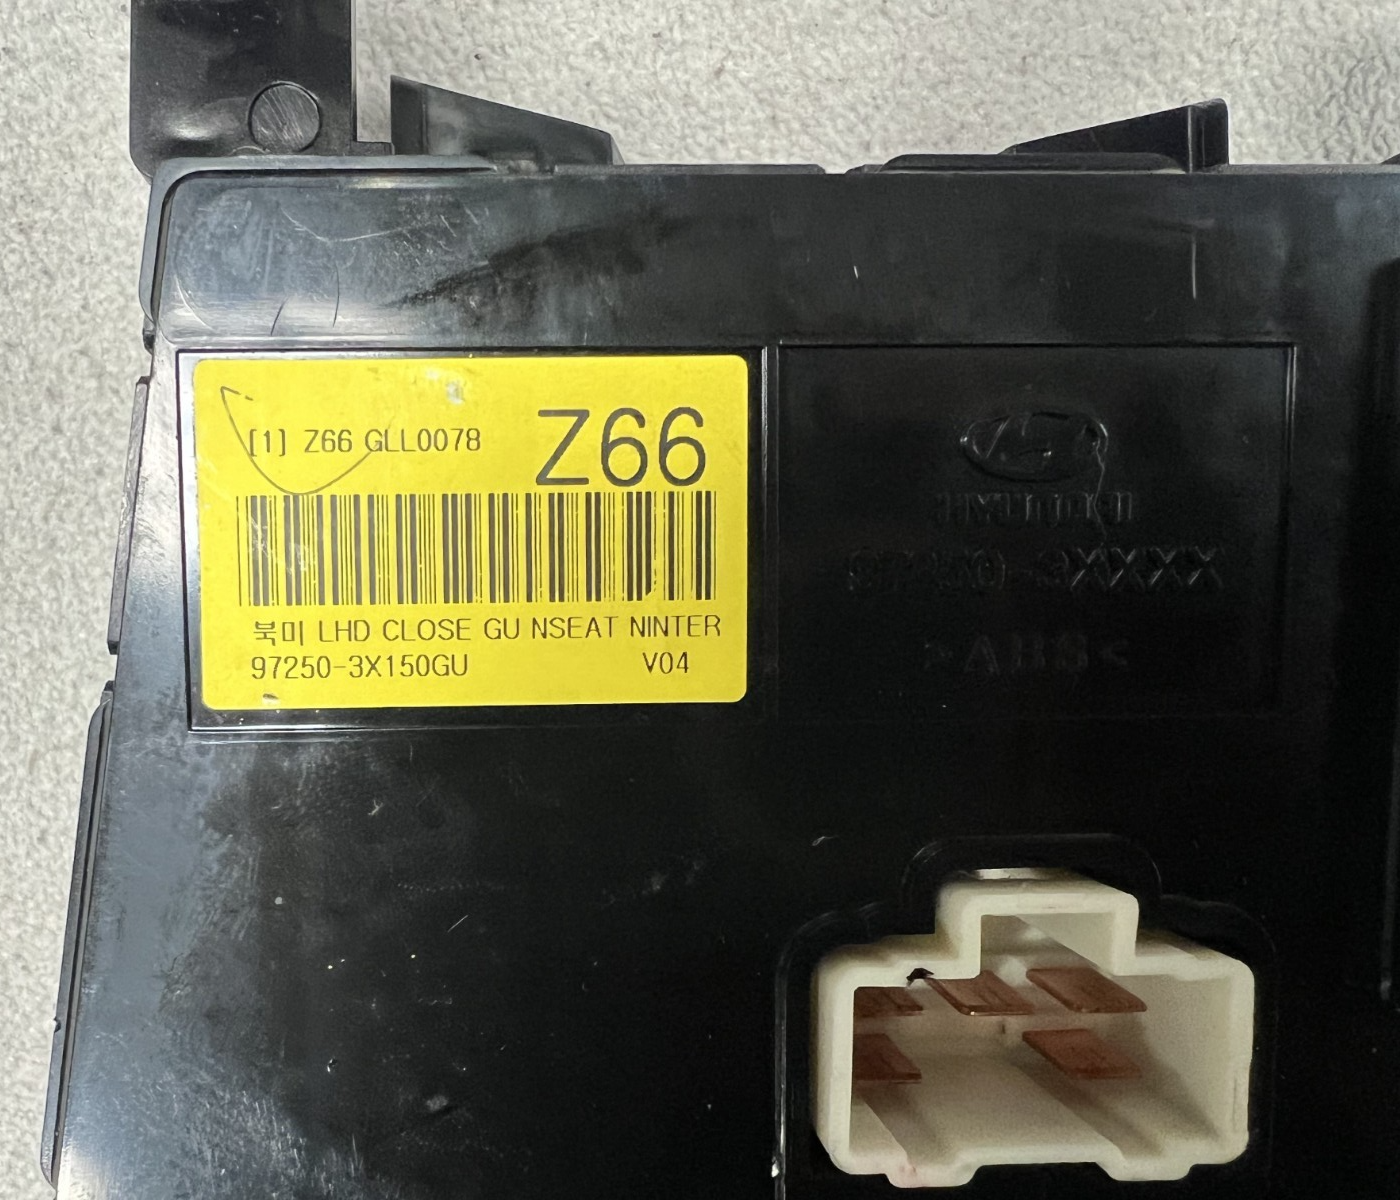 [1] Z66 GLL0078
Z66
북미 LHD CLOSE GU NSEAT NINTER
97250-3X150GU V04
HYUNDAI
97250-3XXXX
>ABS<